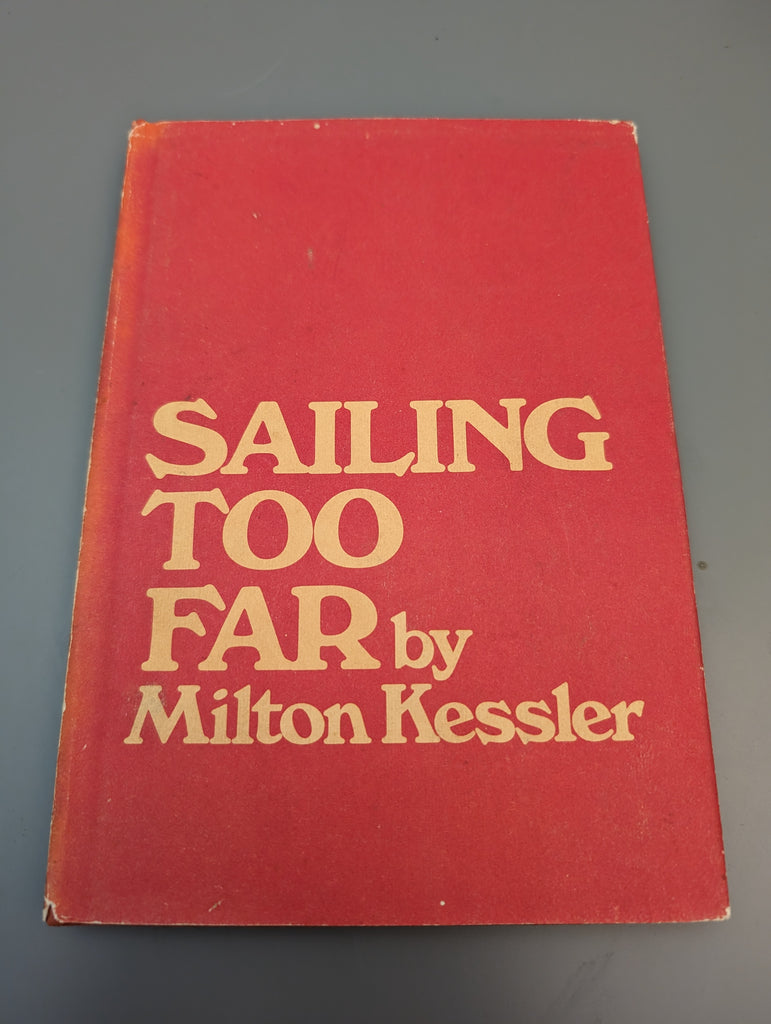 SAILING
TOO
FAR by
Milton Kessler